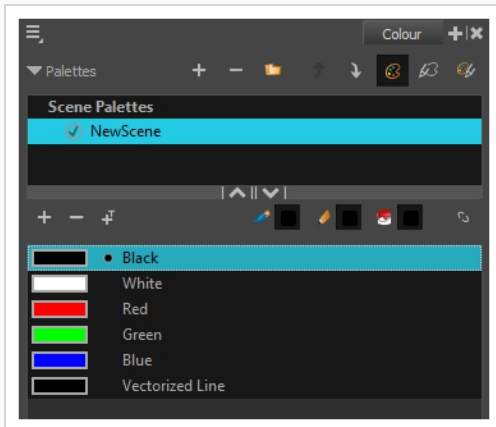 Colour
Palettes
Scene Palettes
NewScene
Black
White
Red
Green
Blue
Vectorized Line